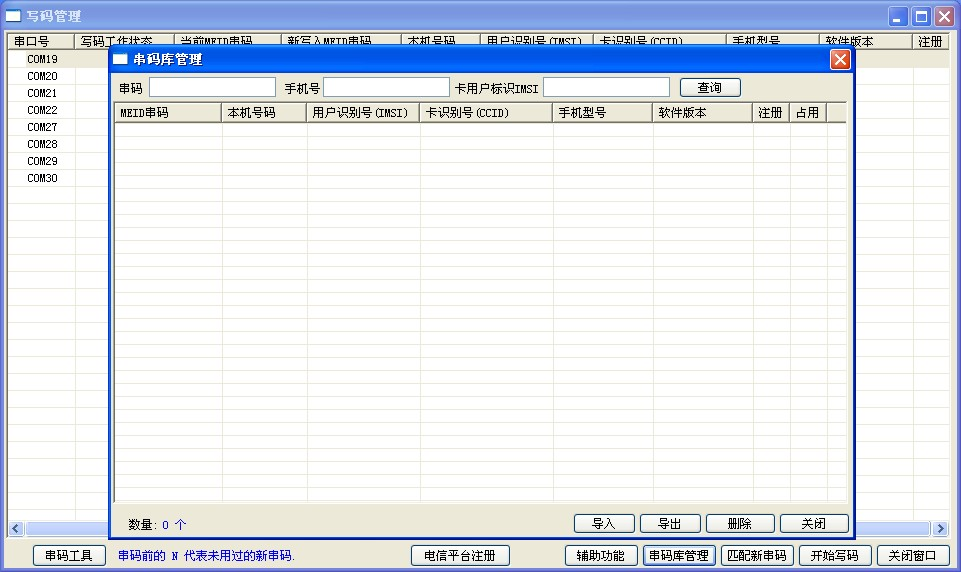 写码管理
串口号 写码工作状态 当前MEID串码 新写入MEID串码 本机号码 用户识别号(IMSI) 卡识别号(CCID) 手机型号 软件版本 注册
COM19
COM20
COM21
COM22
COM27
COM28
COM29
COM30
串码库管理
串码 手机号 卡用户标识IMSI 查询
MEID串码 本机号码 用户识别号(IMSI) 卡识别号(CCID) 手机型号 软件版本 注册 占用
数量: 0 个 导入 导出 删除 关闭
串码工具 串码前的 N 代表未用过的新串码. 电信平台注册 辅助功能 串码库管理 匹配新串码 开始写码 关闭窗口